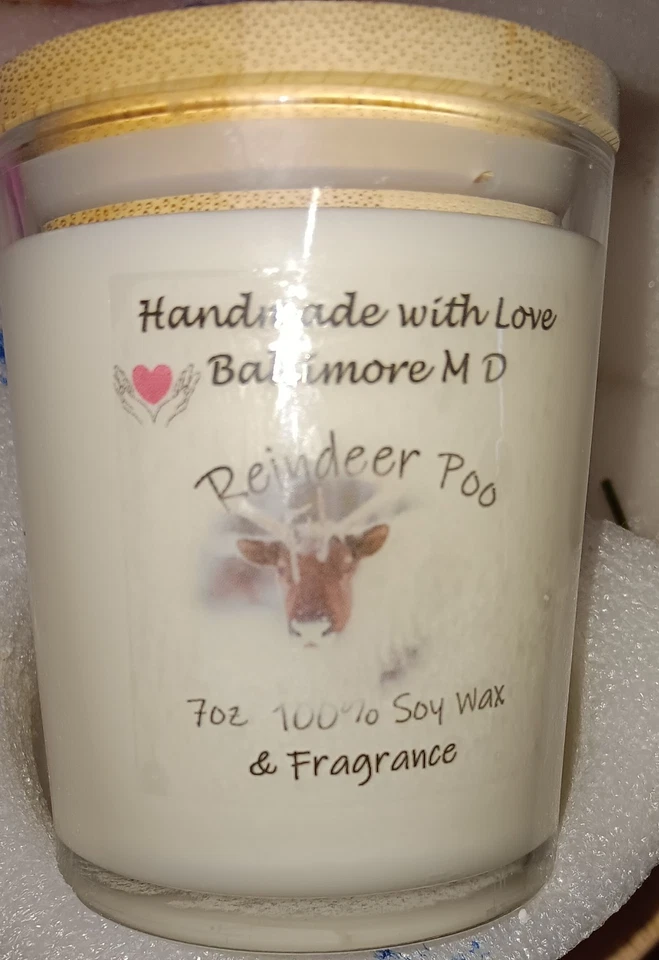 Handmade with Love
Baltimore M D
Reindeer Poo
7oz 100% Soy Wax
& Fragrance